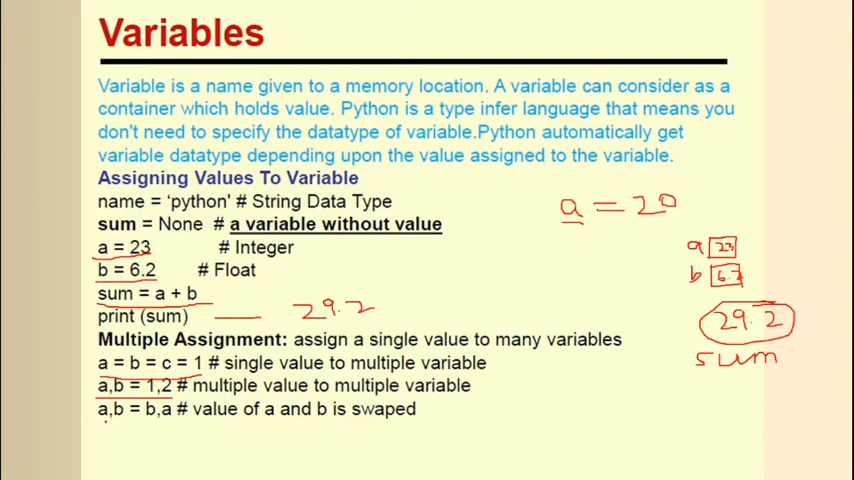 Variables
Variable is a name given to a memory location. A variable can consider as a
container which holds value. Python is a type infer language that means you
don't need to specify the datatype of variable.Python automatically get
variable datatype depending upon the value assigned to the variable.
Assigning Values To Variable
name = 'python' # String Data Type
a = 20
sum = None # a variable without value
a = 23 # Integer
a 23
b = 6.2 # Float
b 6.2
sum = a + b
print (sum) 29.2
29.2
Multiple Assignment: assign a single value to many variables
sum
a = b = c = 1 # single value to multiple variable
a,b = 1,2 # multiple value to multiple variable
a,b = b,a # value of a and b is swaped